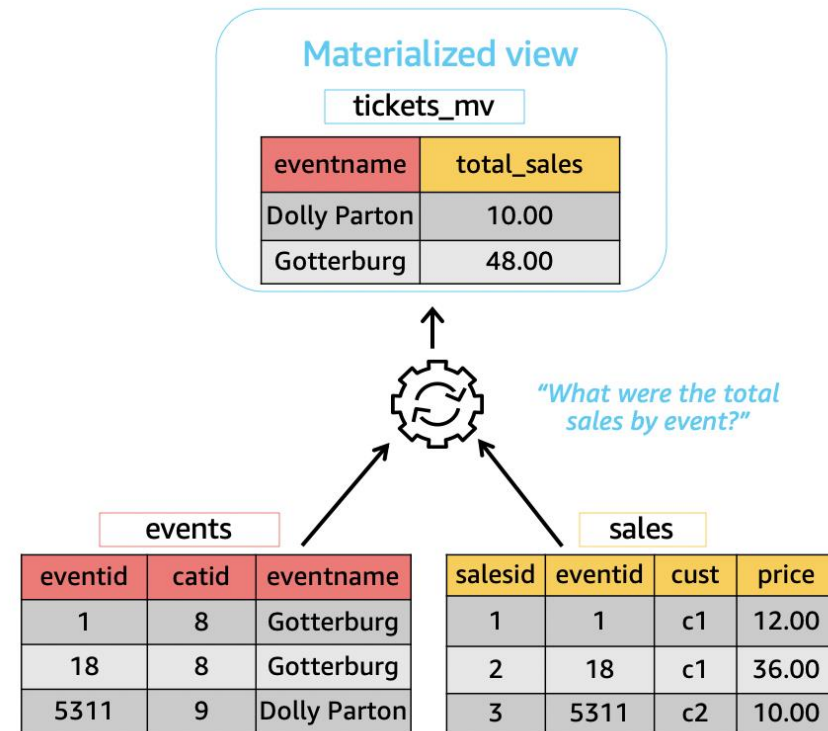 Materialized view
tickets_mv
eventname total_sales
Dolly Parton 10.00
Gotterburg 48.00
“What were the total
sales by event?”
events
eventid catid eventname
1 8 Gotterburg
18 8 Gotterburg
5311 9 Dolly Parton
sales
salesid eventid cust price
1 1 c1 12.00
2 18 c1 36.00
3 5311 c2 10.00